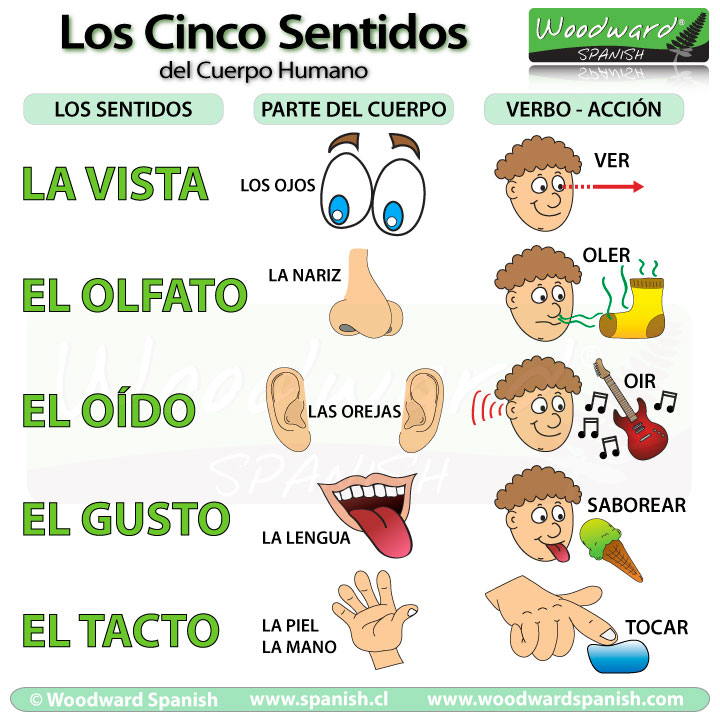 Los Cinco Sentidos
del Cuerpo Humano
Woodward®
SPANISH
LOS SENTIDOS
PARTE DEL CUERPO
VERBO - ACCIÓN
LA VISTA
LOS OJOS
VER
EL OLFATO
LA NARIZ
OLER
EL OÍDO
LAS OREJAS
OIR
EL GUSTO
LA LENGUA
SABOREAR
EL TACTO
LA PIEL
LA MANO
TOCAR
Woodward®
SPANISH
© Woodward Spanish
www.spanish.cl
www.woodwardspanish.com